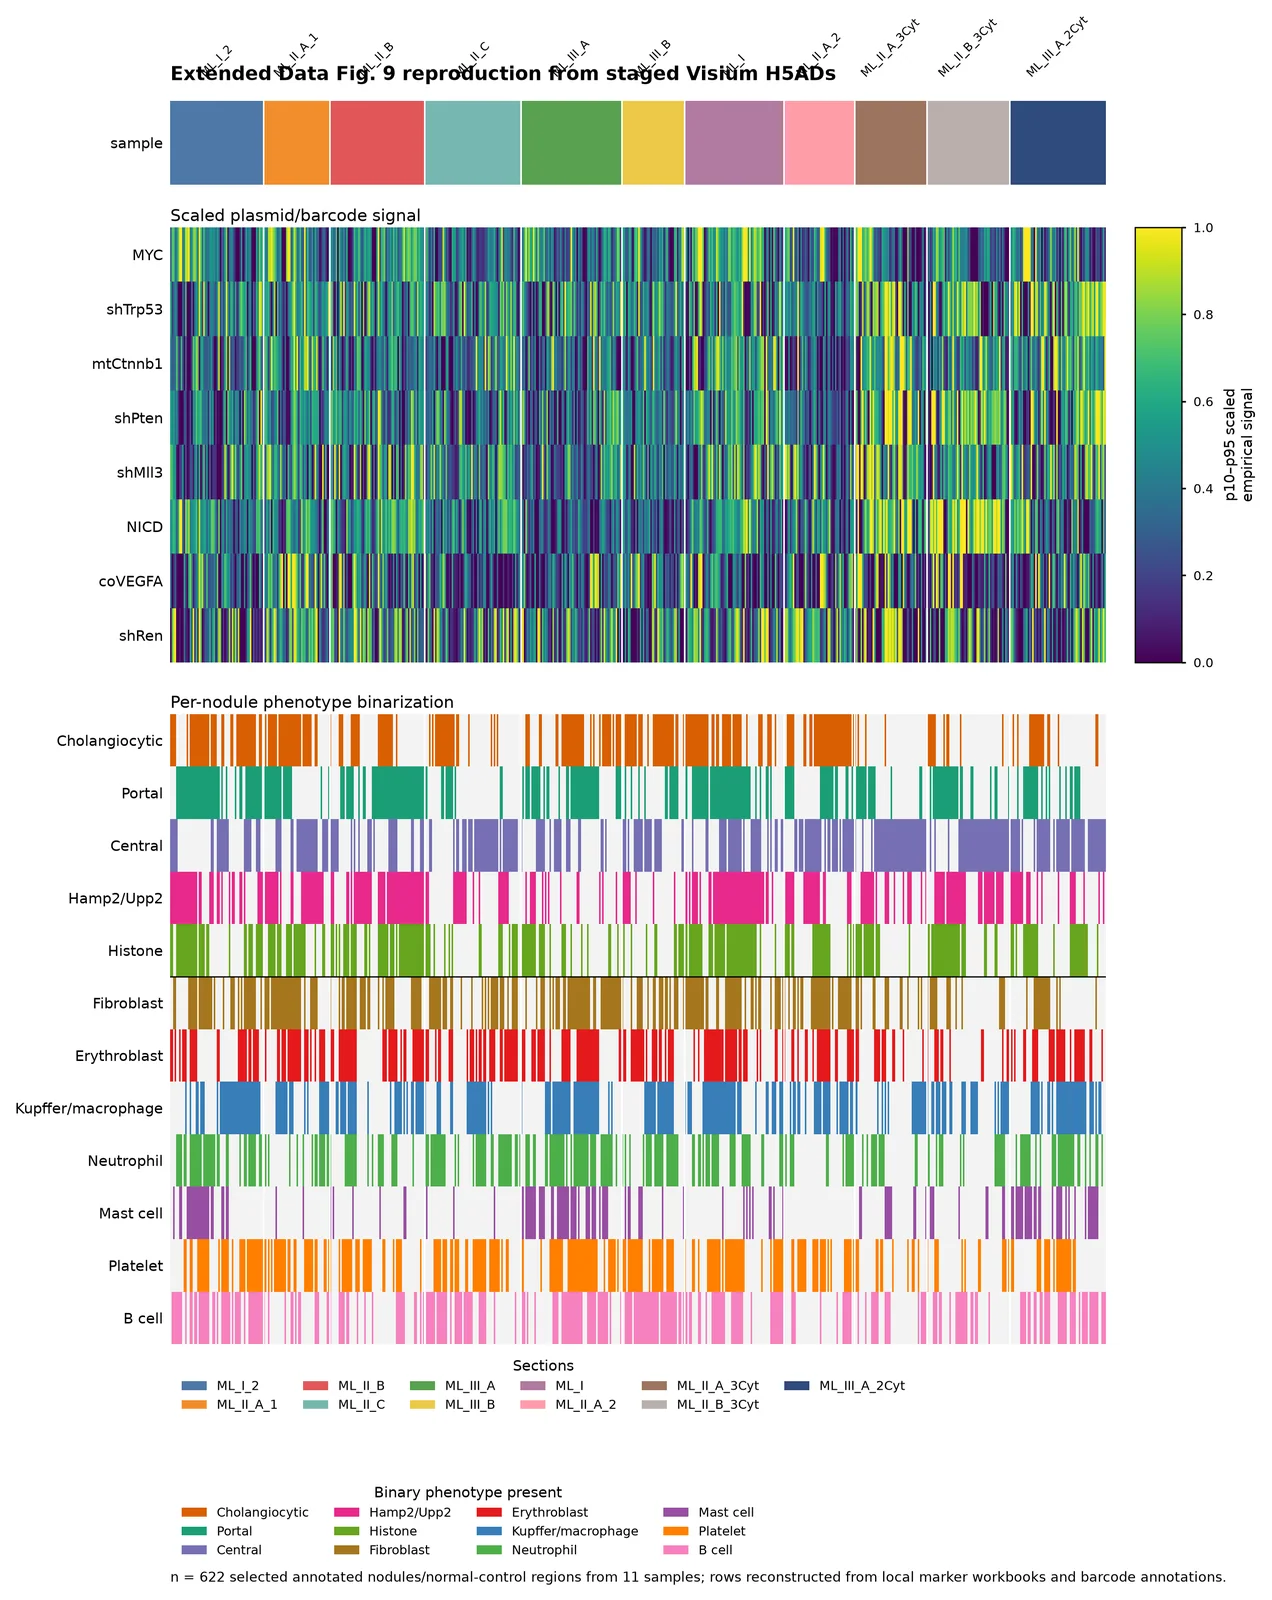 ML_I_2 ML_II_A_1 ML_II_B ML_II_C ML_III_A ML_III_B ML_I ML_II_A_2 ML_II_A_3Cyt ML_II_B_3Cyt ML_III_A_2Cyt
Extended Data Fig. 9 reproduction from staged Visium H5ADs
sample
Scaled plasmid/barcode signal
MYC
shTrp53
mtCtnnb1
shPten
shMll3
NICD
coVEGFA
shRen
1.0
0.8
0.6
0.4
0.2
0.0
p10–p95 scaled
empirical signal
Per-nodule phenotype binarization
Cholangiocytic
Portal
Central
Hamp2/Upp2
Histone
Fibroblast
Erythroblast
Kupffer/macrophage
Neutrophil
Mast cell
Platelet
B cell
Sections
ML_I_2 ML_II_B ML_III_A ML_I ML_II_A_3Cyt ML_III_A_2Cyt
ML_II_A_1 ML_II_C ML_III_B ML_II_A_2 ML_II_B_3Cyt
Binary phenotype present
Cholangiocytic Hamp2/Upp2 Erythroblast Mast cell
Portal Histone Kupffer/macrophage Platelet
Central Fibroblast Neutrophil B cell
n = 622 selected annotated nodules/normal-control regions from 11 samples; rows reconstructed from local marker workbooks and barcode annotations.